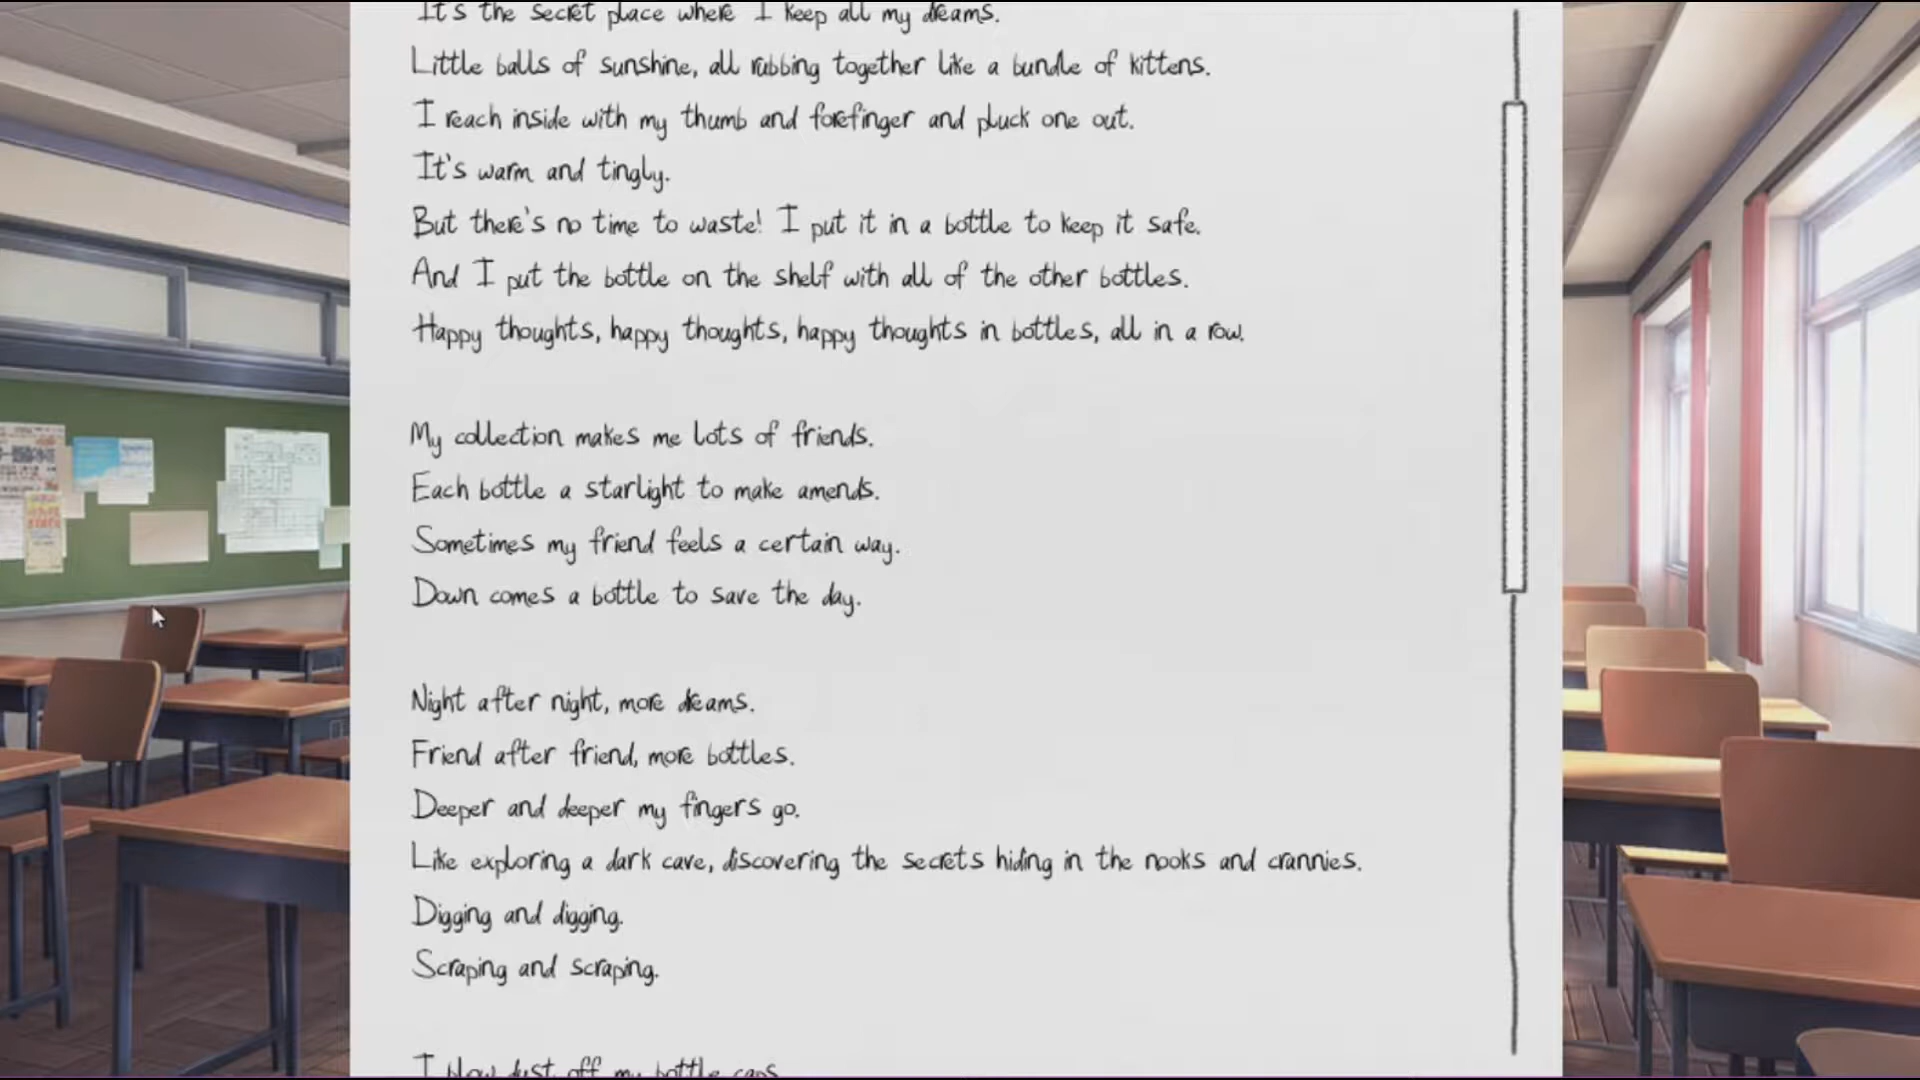 It's the secret place where I keep all my dreams.
Little balls of sunshine, all rubbing together like a bundle of kittens.
I reach inside with my thumb and forefinger and pluck one out.
It's warm and tingly.
But there's no time to waste! I put it in a bottle to keep it safe.
And I put the bottle on the shelf with all of the other bottles.
Happy thoughts, happy thoughts, happy thoughts in bottles, all in a row.
My collection makes me lots of friends.
Each bottle a starlight to make amends.
Sometimes my friend feels a certain way.
Down comes a bottle to save the day.
Night after night, more dreams.
Friend after friend, more bottles.
Deeper and deeper my fingers go.
Like exploring a dark cave, discovering the secrets hiding in the nooks and crannies.
Digging and digging.
Scraping and scraping.
I blow dust off my bottle caps.